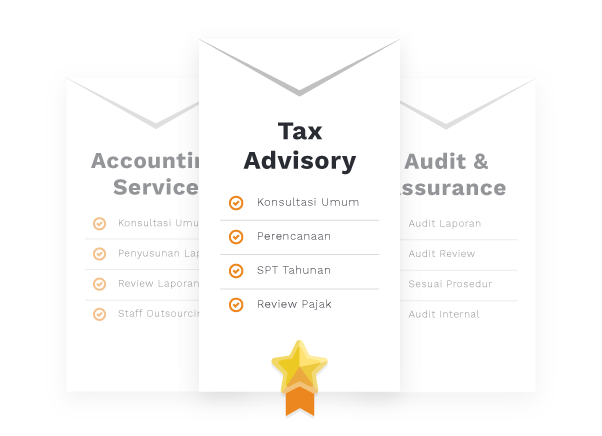 Accounti
Service
Konsultasi Umu
Penyusunan Lap
Review Laporan
Staff Outsourcin
Tax
Advisory
Konsultasi Umum
Perencanaan
SPT Tahunan
Review Pajak
Audit &
ssurance
Audit Laporan
Audit Review
Sesuai Prosedur
Audit Internal